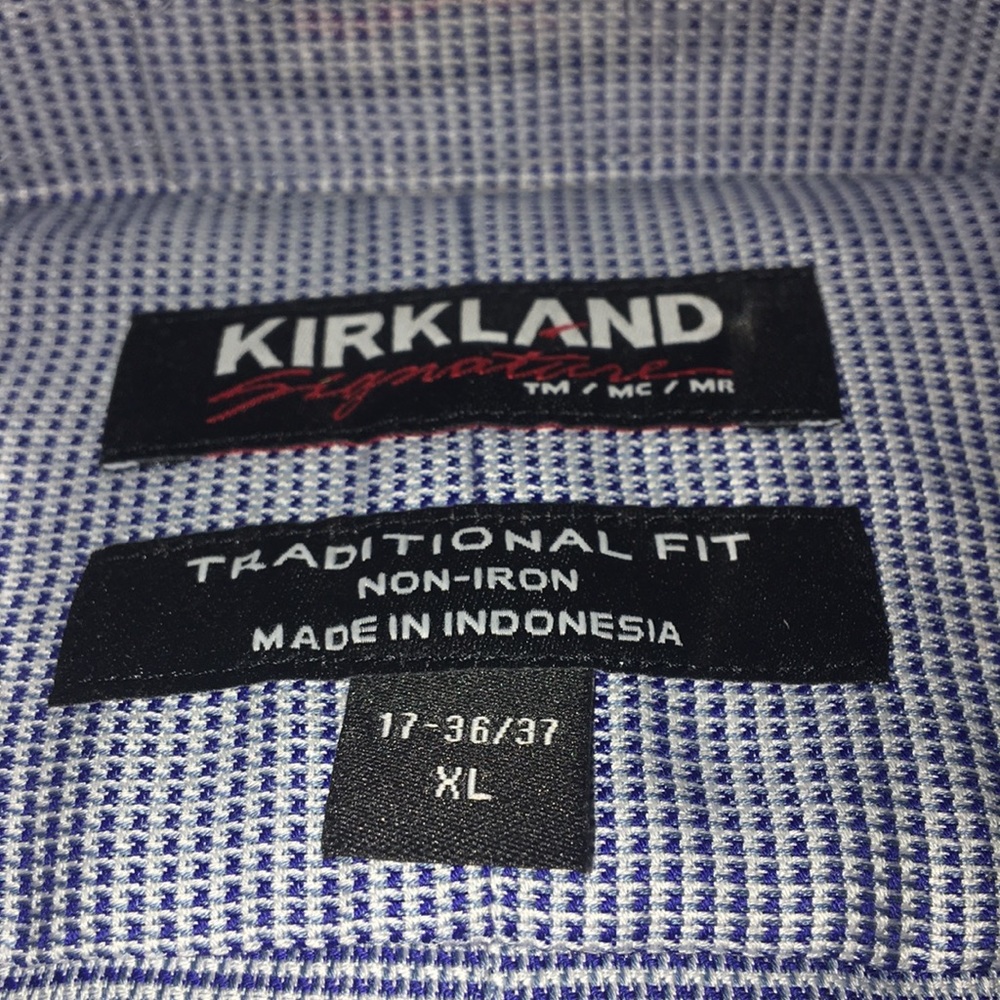 KIRKLAND
Signature
TM / MC / MR
TRADITIONAL FIT
NON-IRON
MADE IN INDONESIA
17-36/37
XL